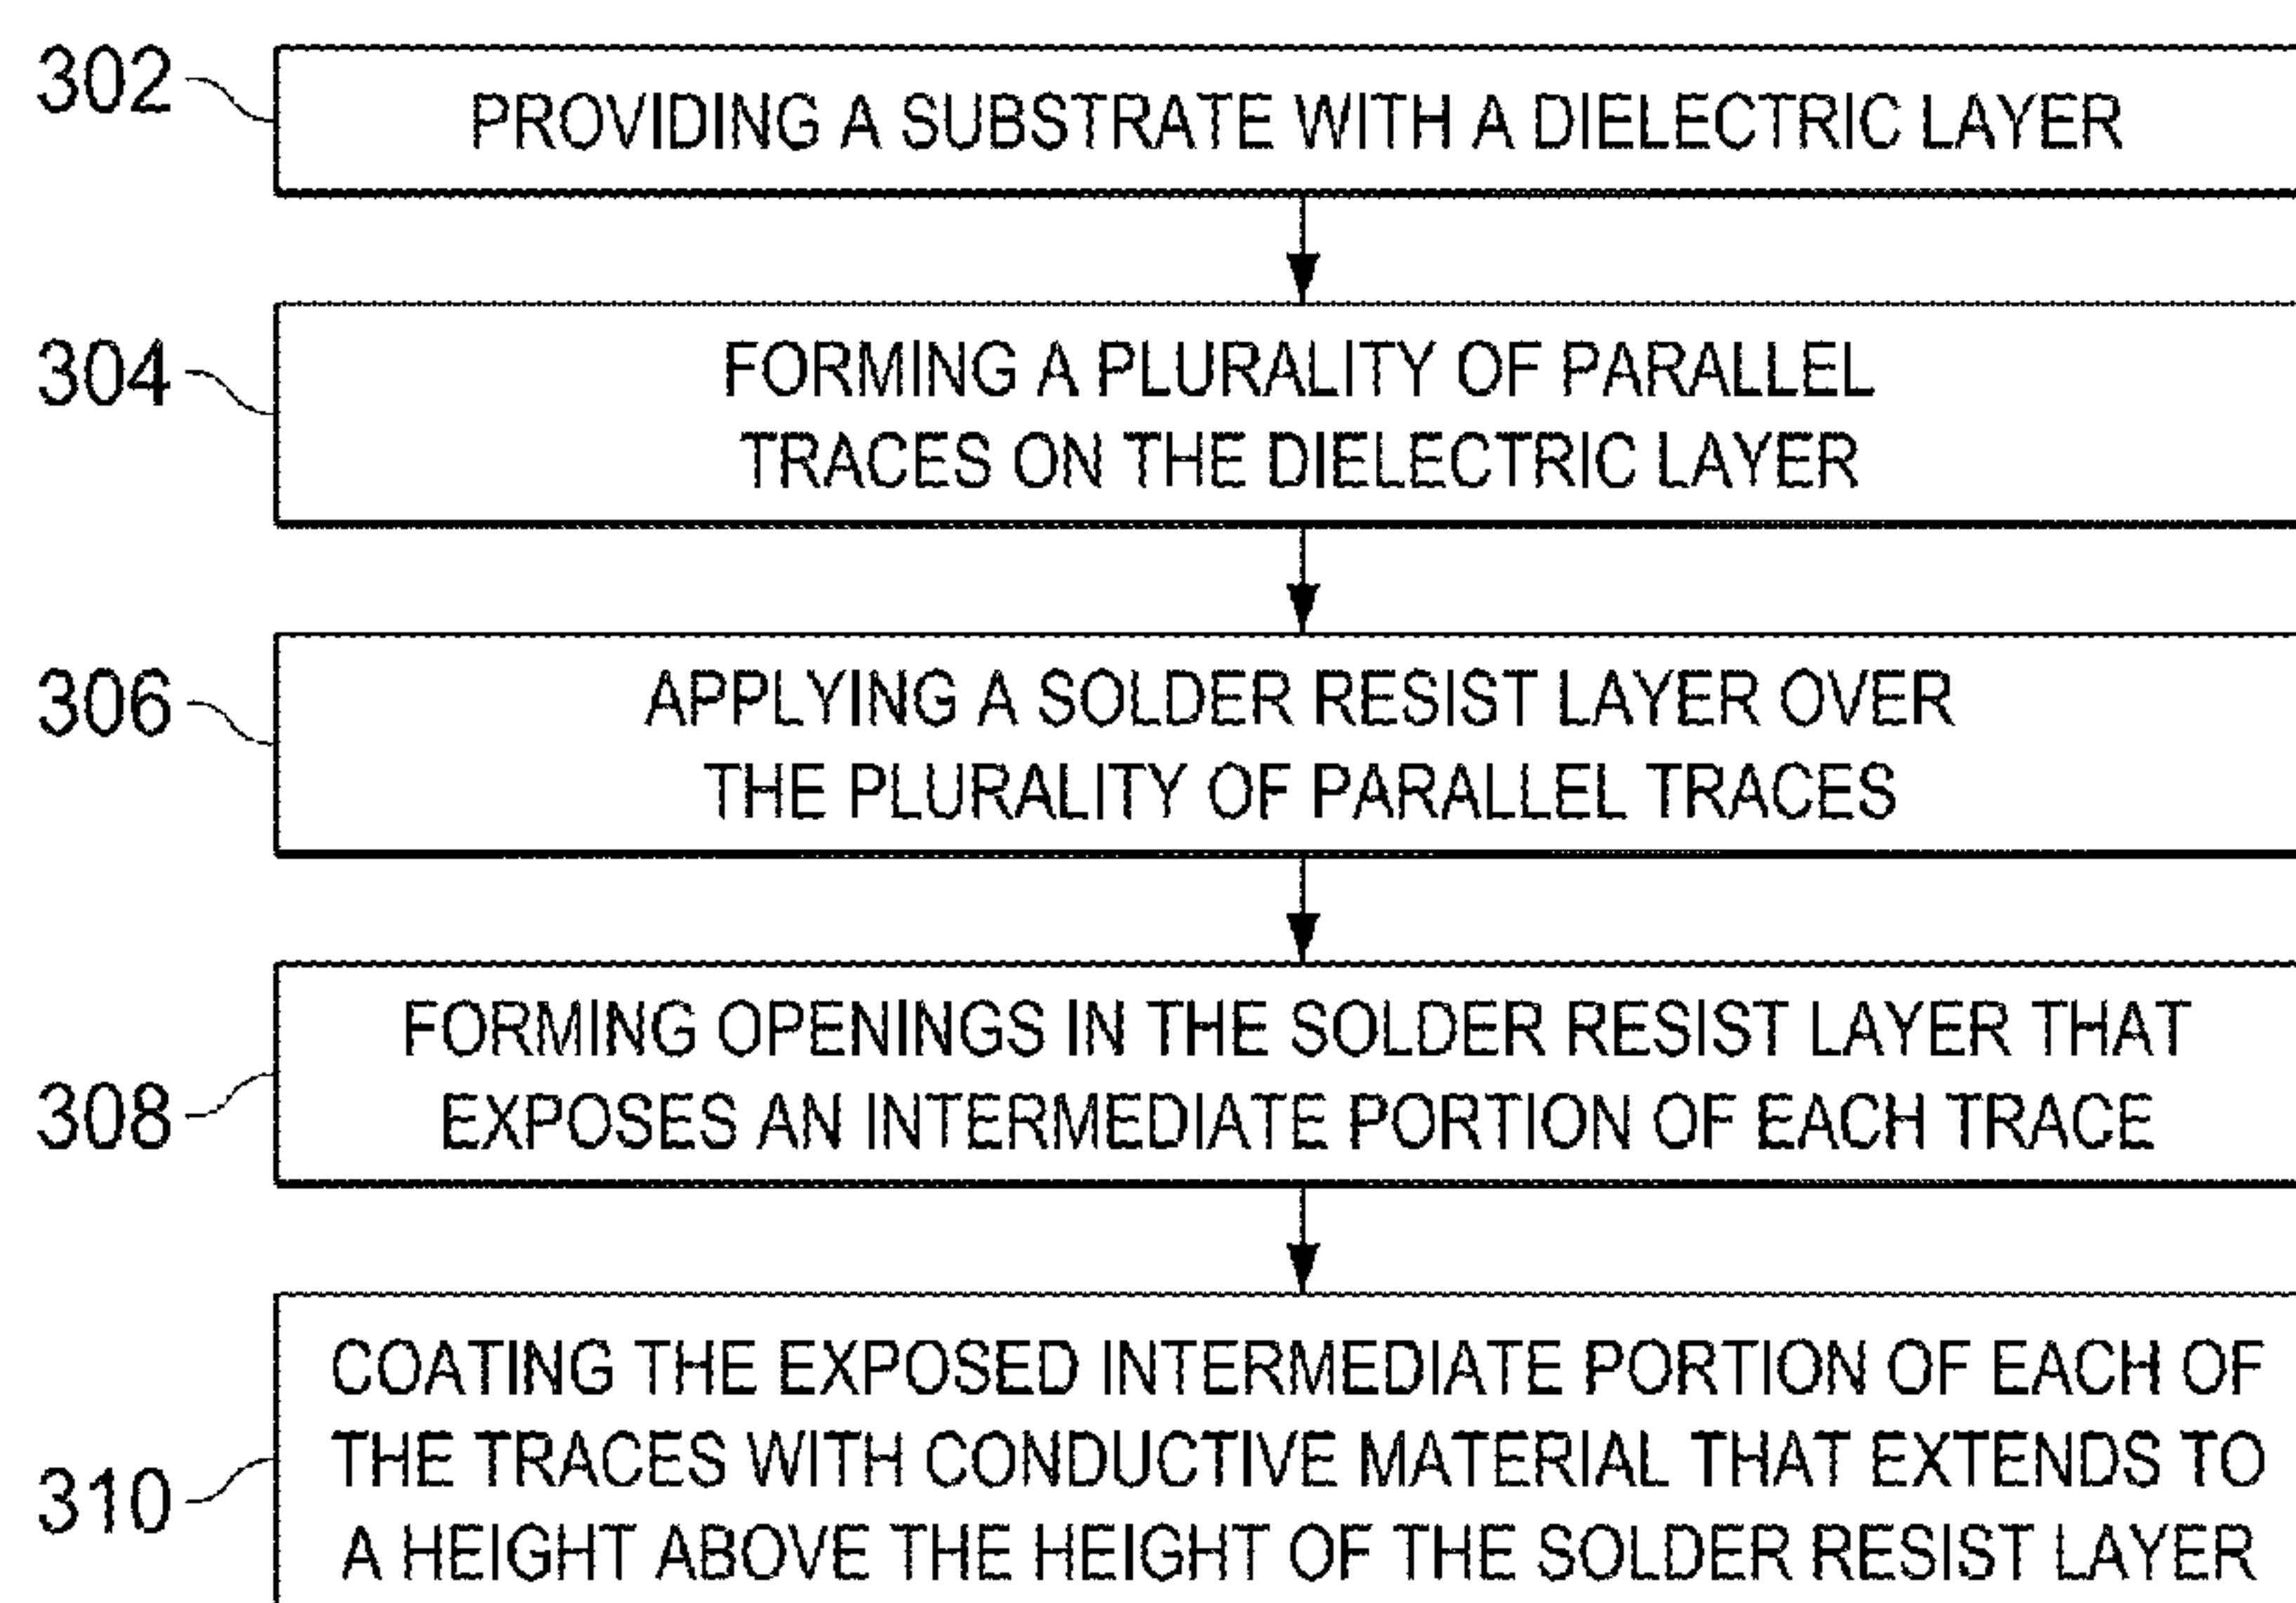 302
PROVIDING A SUBSTRATE WITH A DIELECTRIC LAYER
304
FORMING A PLURALITY OF PARALLEL
TRACES ON THE DIELECTRIC LAYER
306
APPLYING A SOLDER RESIST LAYER OVER
THE PLURALITY OF PARALLEL TRACES
308
FORMING OPENINGS IN THE SOLDER RESIST LAYER THAT
EXPOSES AN INTERMEDIATE PORTION OF EACH TRACE
310
COATING THE EXPOSED INTERMEDIATE PORTION OF EACH OF
THE TRACES WITH CONDUCTIVE MATERIAL THAT EXTENDS TO
A HEIGHT ABOVE THE HEIGHT OF THE SOLDER RESIST LAYER